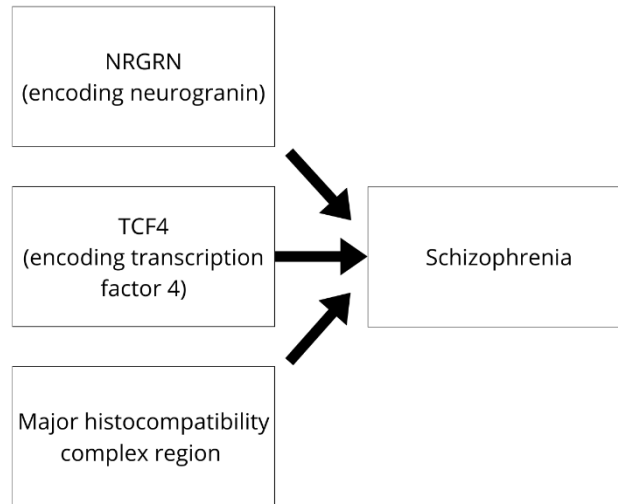 NRGRN
(encoding neurogranin)
TCF4
(encoding transcription
factor 4)
Schizophrenia
Major histocompatibility
complex region